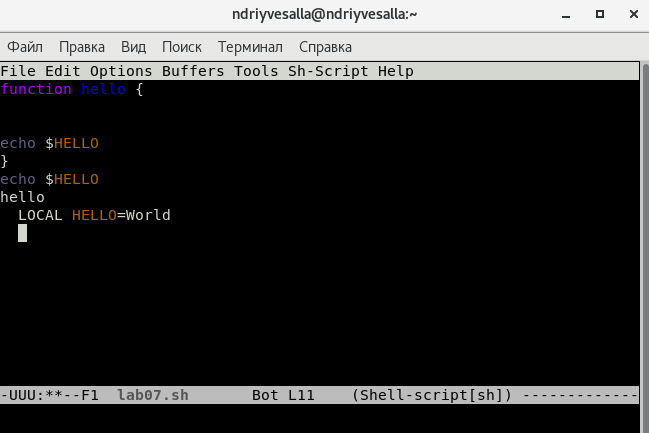 ndriyvesalla@ndriyvesalla:~
Файл Правка Вид Поиск Терминал Справка
File Edit Options Buffers Tools Sh-Script Help
function hello {
echo $HELLO
}
echo $HELLO
hello
LOCAL HELLO=World
-UUU:**--F1 lab07.sh Bot L11 (Shell-script[sh]) -------------